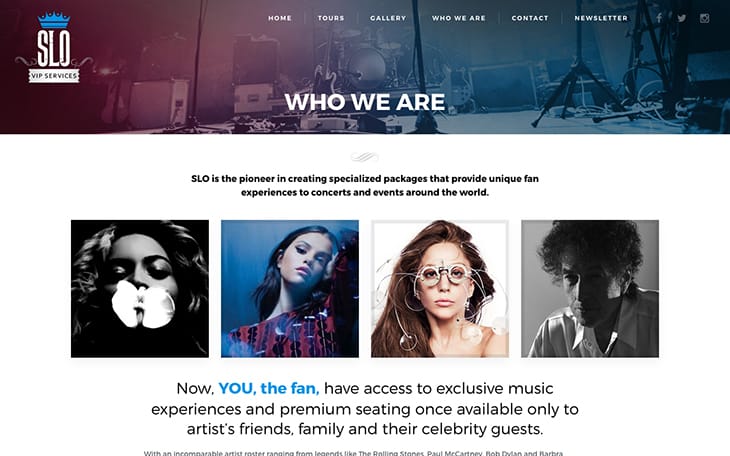 SLO
VIP SERVICES
HOME
TOURS
GALLERY
WHO WE ARE
CONTACT
NEWSLETTER
WHO WE ARE
SLO is the pioneer in creating specialized packages that provide unique fan
experiences to concerts and events around the world.
Now, YOU, the fan, have access to exclusive music
experiences and premium seating once available only to
artist's friends, family and their celebrity guests.
With an incomparable artist roster ranging from legends like The Rolling Stones, Paul McCartney, Bob Dylan and Barbra